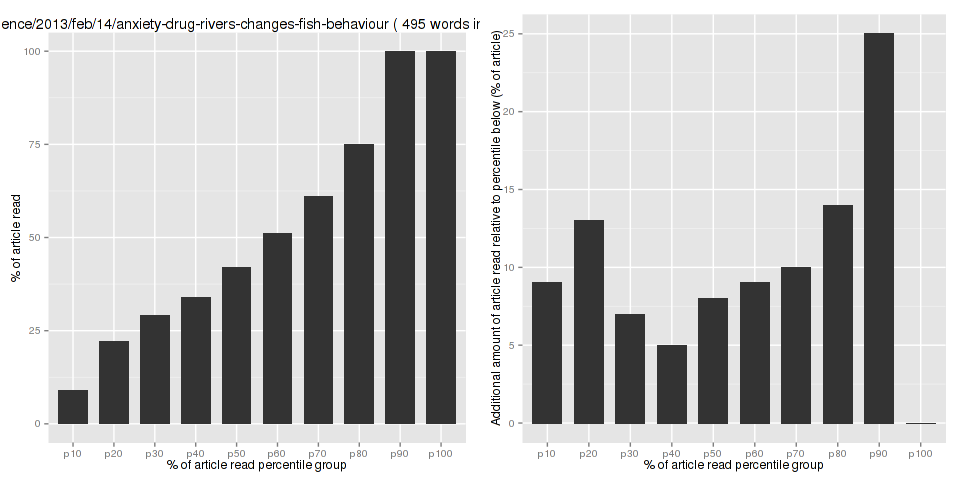 ence/2013/feb/14/anxiety-drug-rivers-changes-fish-behaviour ( 495 words in
100
75
50
25
0
% of article read
p10 p20 p30 p40 p50 p60 p70 p80 p90 p100
% of article read percentile group
25
20
15
10
5
0
Additional amount of article read relative to percentile below (% of article)
p10 p20 p30 p40 p50 p60 p70 p80 p90 p100
% of article read percentile group